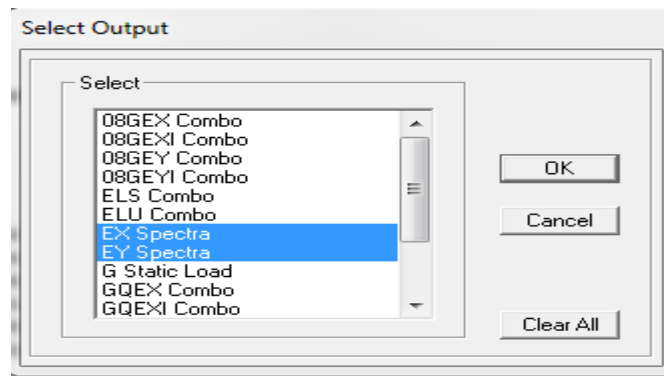 Select Output
Select
08GEX Combo
08GEXI Combo
08GEY Combo
08GEYI Combo
ELS Combo
ELU Combo
EX Spectra
EY Spectra
G Static Load
GQEX Combo
GQEXI Combo
OK
Cancel
Clear All